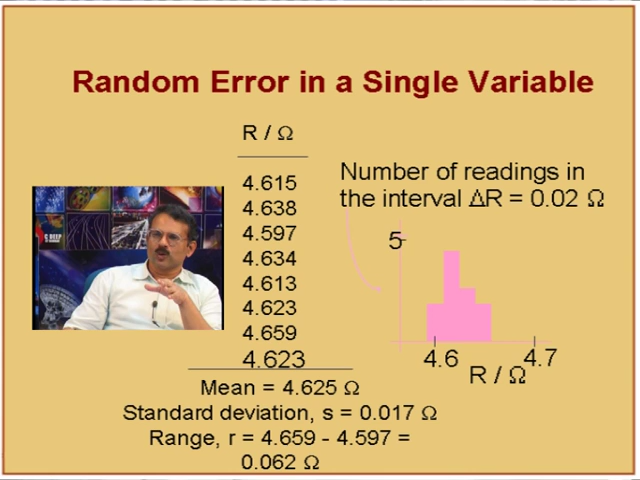 Random Error in a Single Variable
R / Ω
4.615
4.638
4.597
4.634
4.613
4.623
4.659
4.623
Mean = 4.625 Ω
Standard deviation, s = 0.017 Ω
Range, r = 4.659 - 4.597 =
0.062 Ω
Number of readings in
the interval ΔR = 0.02 Ω
5
4.6
4.7
R / Ω